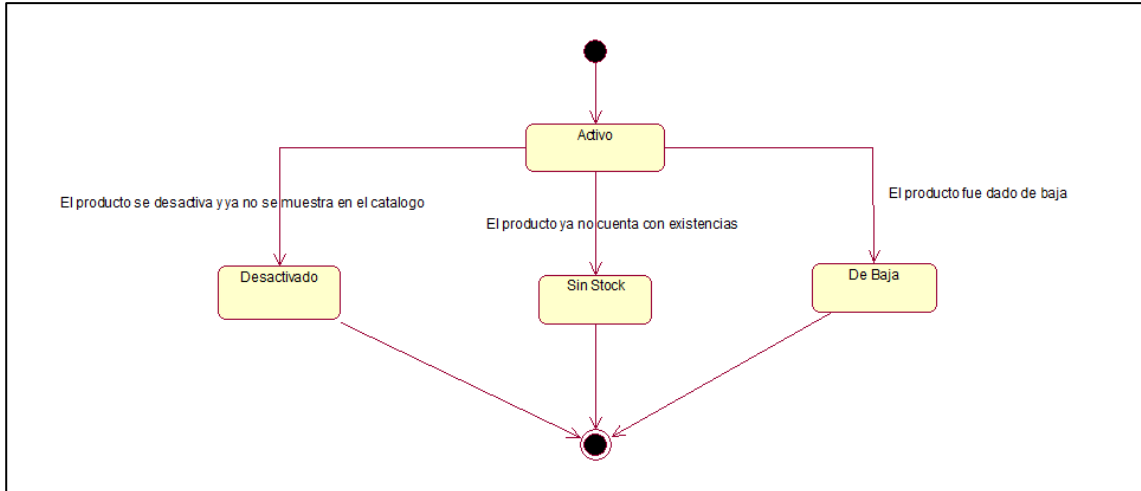 Activo
El producto se desactiva y ya no se muestra en el catalogo
El producto ya no cuenta con existencias
El producto fue dado de baja
Desactivado
Sin Stock
De Baja